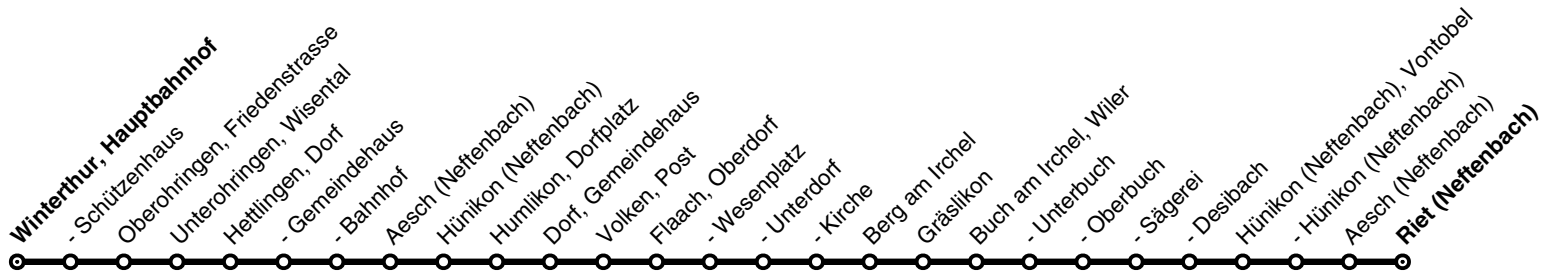 Winterthur, Hauptbahnhof
- Schützenhaus
Oberohringen, Friedenstrasse
Unterohringen, Wisental
Hettlingen, Dorf
- Gemeindehaus
- Bahnhof
Aesch (Neftenbach)
Hünikon (Neftenbach)
Humlikon, Dorfplatz
Dorf, Gemeindehaus
Volken, Post
Flaach, Oberdorf
- Wesenplatz
- Unterdorf
- Kirche
Berg am Irchel
Gräslikon
Buch am Irchel, Wiler
- Unterbuch
- Oberbuch
- Sägerei
- Desibach
Hünikon (Neftenbach), Vontobel
- Hünikon (Neftenbach)
Aesch (Neftenbach)
Riet (Neftenbach)